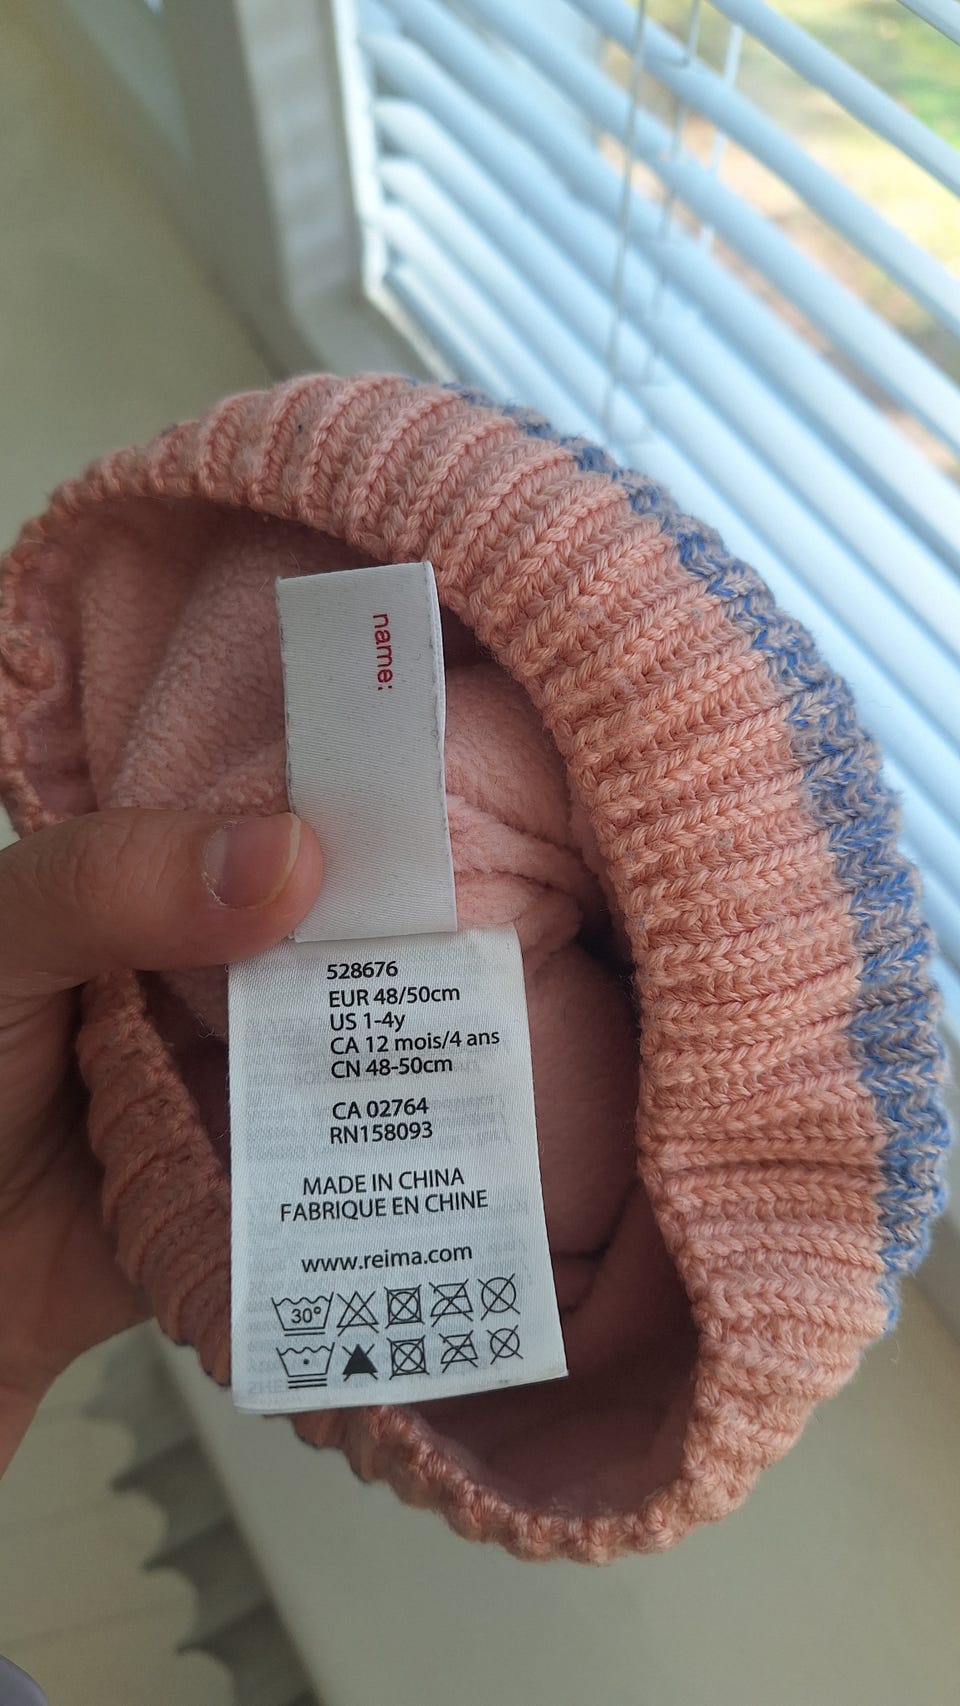 name:
528676
EUR 48/50cm
US 1-4y
CA 12 mois/4 ans
CN 48-50cm
CA 02764
RN158093
MADE IN CHINA
FABRIQUE EN CHINE
www.reima.com
30°